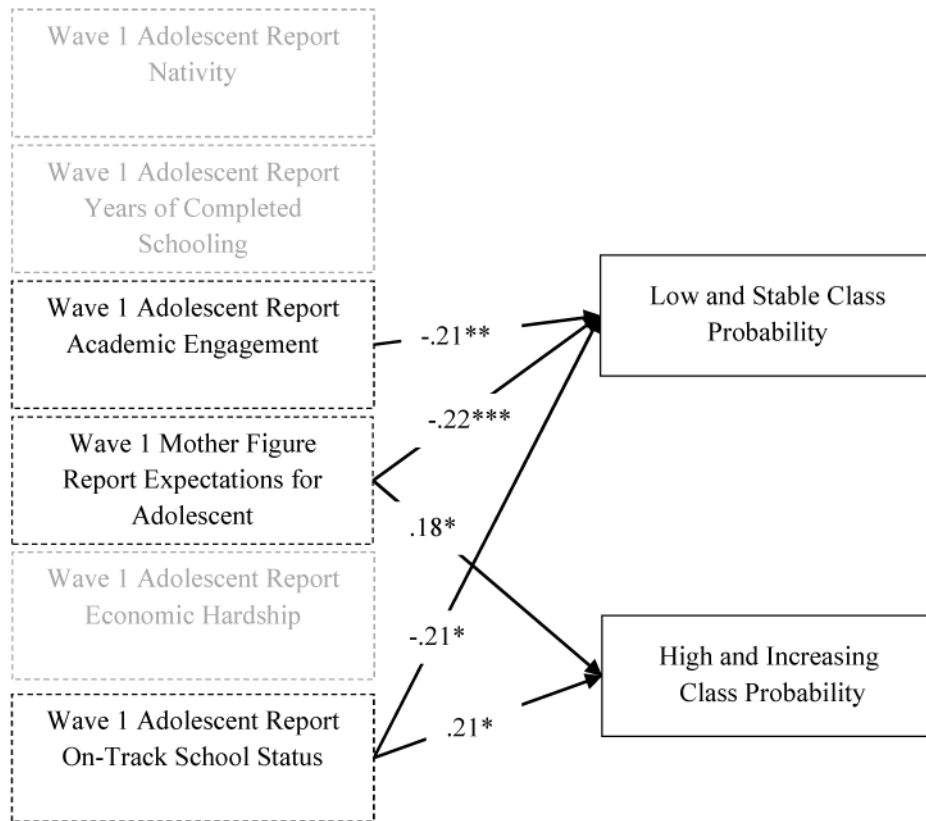 Wave 1 Adolescent Report
Nativity
Wave 1 Adolescent Report
Years of Completed
Schooling
Wave 1 Adolescent Report
Academic Engagement
Wave 1 Mother Figure
Report Expectations for
Adolescent
Wave 1 Adolescent Report
Economic Hardship
Wave 1 Adolescent Report
On-Track School Status
-.21**
-.22***
.18*
-.21*
.21*
Low and Stable Class
Probability
High and Increasing
Class Probability